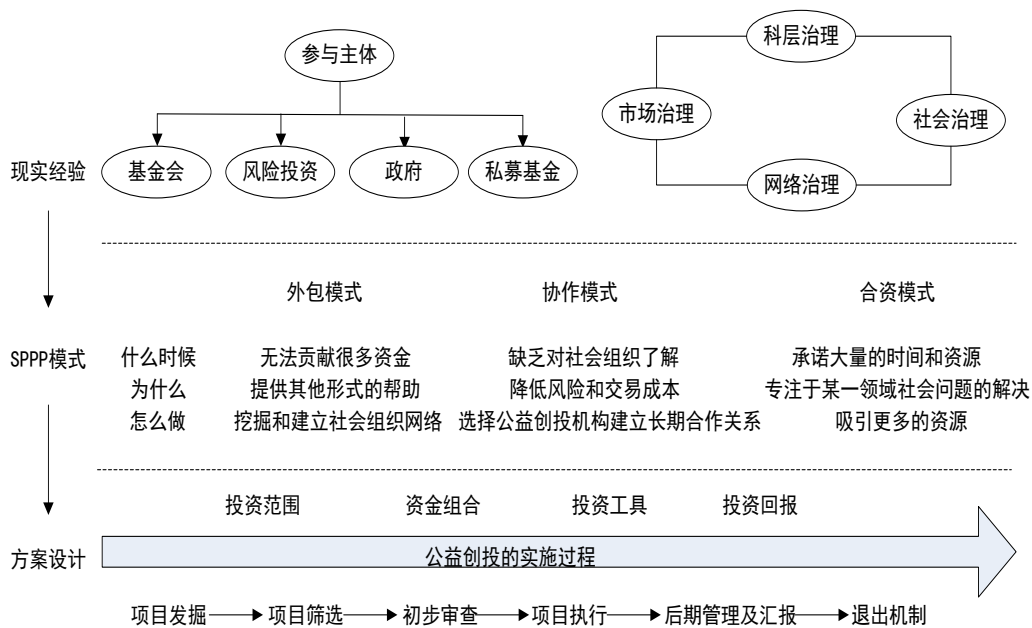 参与主体
科层治理
市场治理
社会治理
现实经验
基金会
风险投资
政府
私募基金
网络治理
外包模式
协作模式
合资模式
SPPP模式
什么时候
无法贡献很多资金
缺乏对社会组织了解
承诺大量的时间和资源
为什么
提供其他形式的帮助
降低风险和交易成本
专注于某一领域社会问题的解决
怎么做
挖掘和建立社会组织网络
选择公益创投机构建立长期合作关系
吸引更多的资源
投资范围
资金组合
投资工具
投资回报
方案设计
公益创投的实施过程
项目发掘
项目筛选
初步审查
项目执行
后期管理及汇报
退出机制